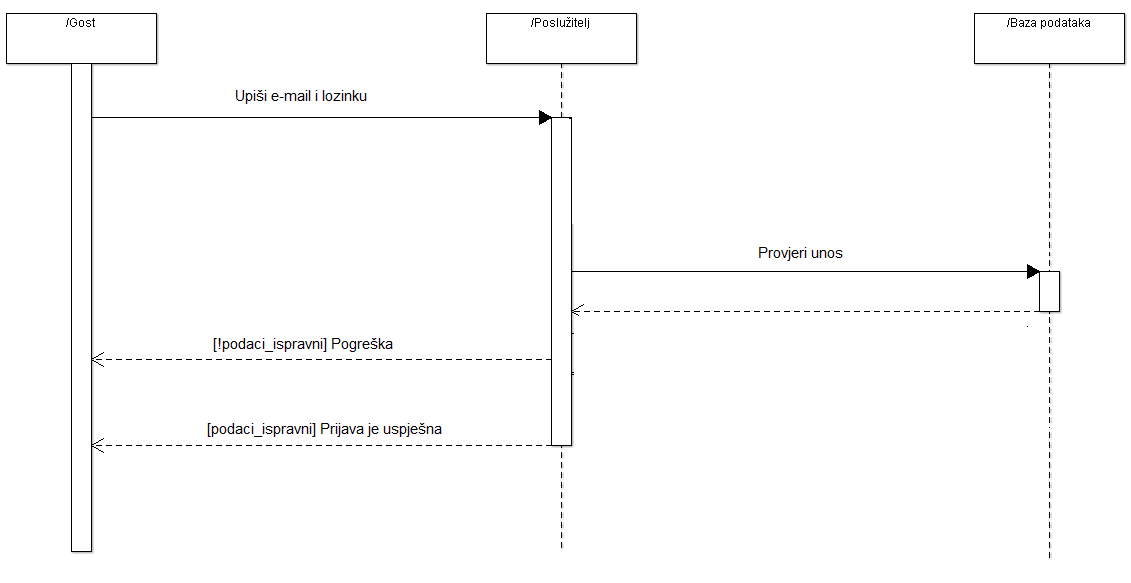 /Gost
/Poslužitelj
/Baza podataka
Upiši e-mail i lozinku
Provjeri unos
[!podaci_ispravni] Pogreška
[podaci_ispravni] Prijava je uspješna